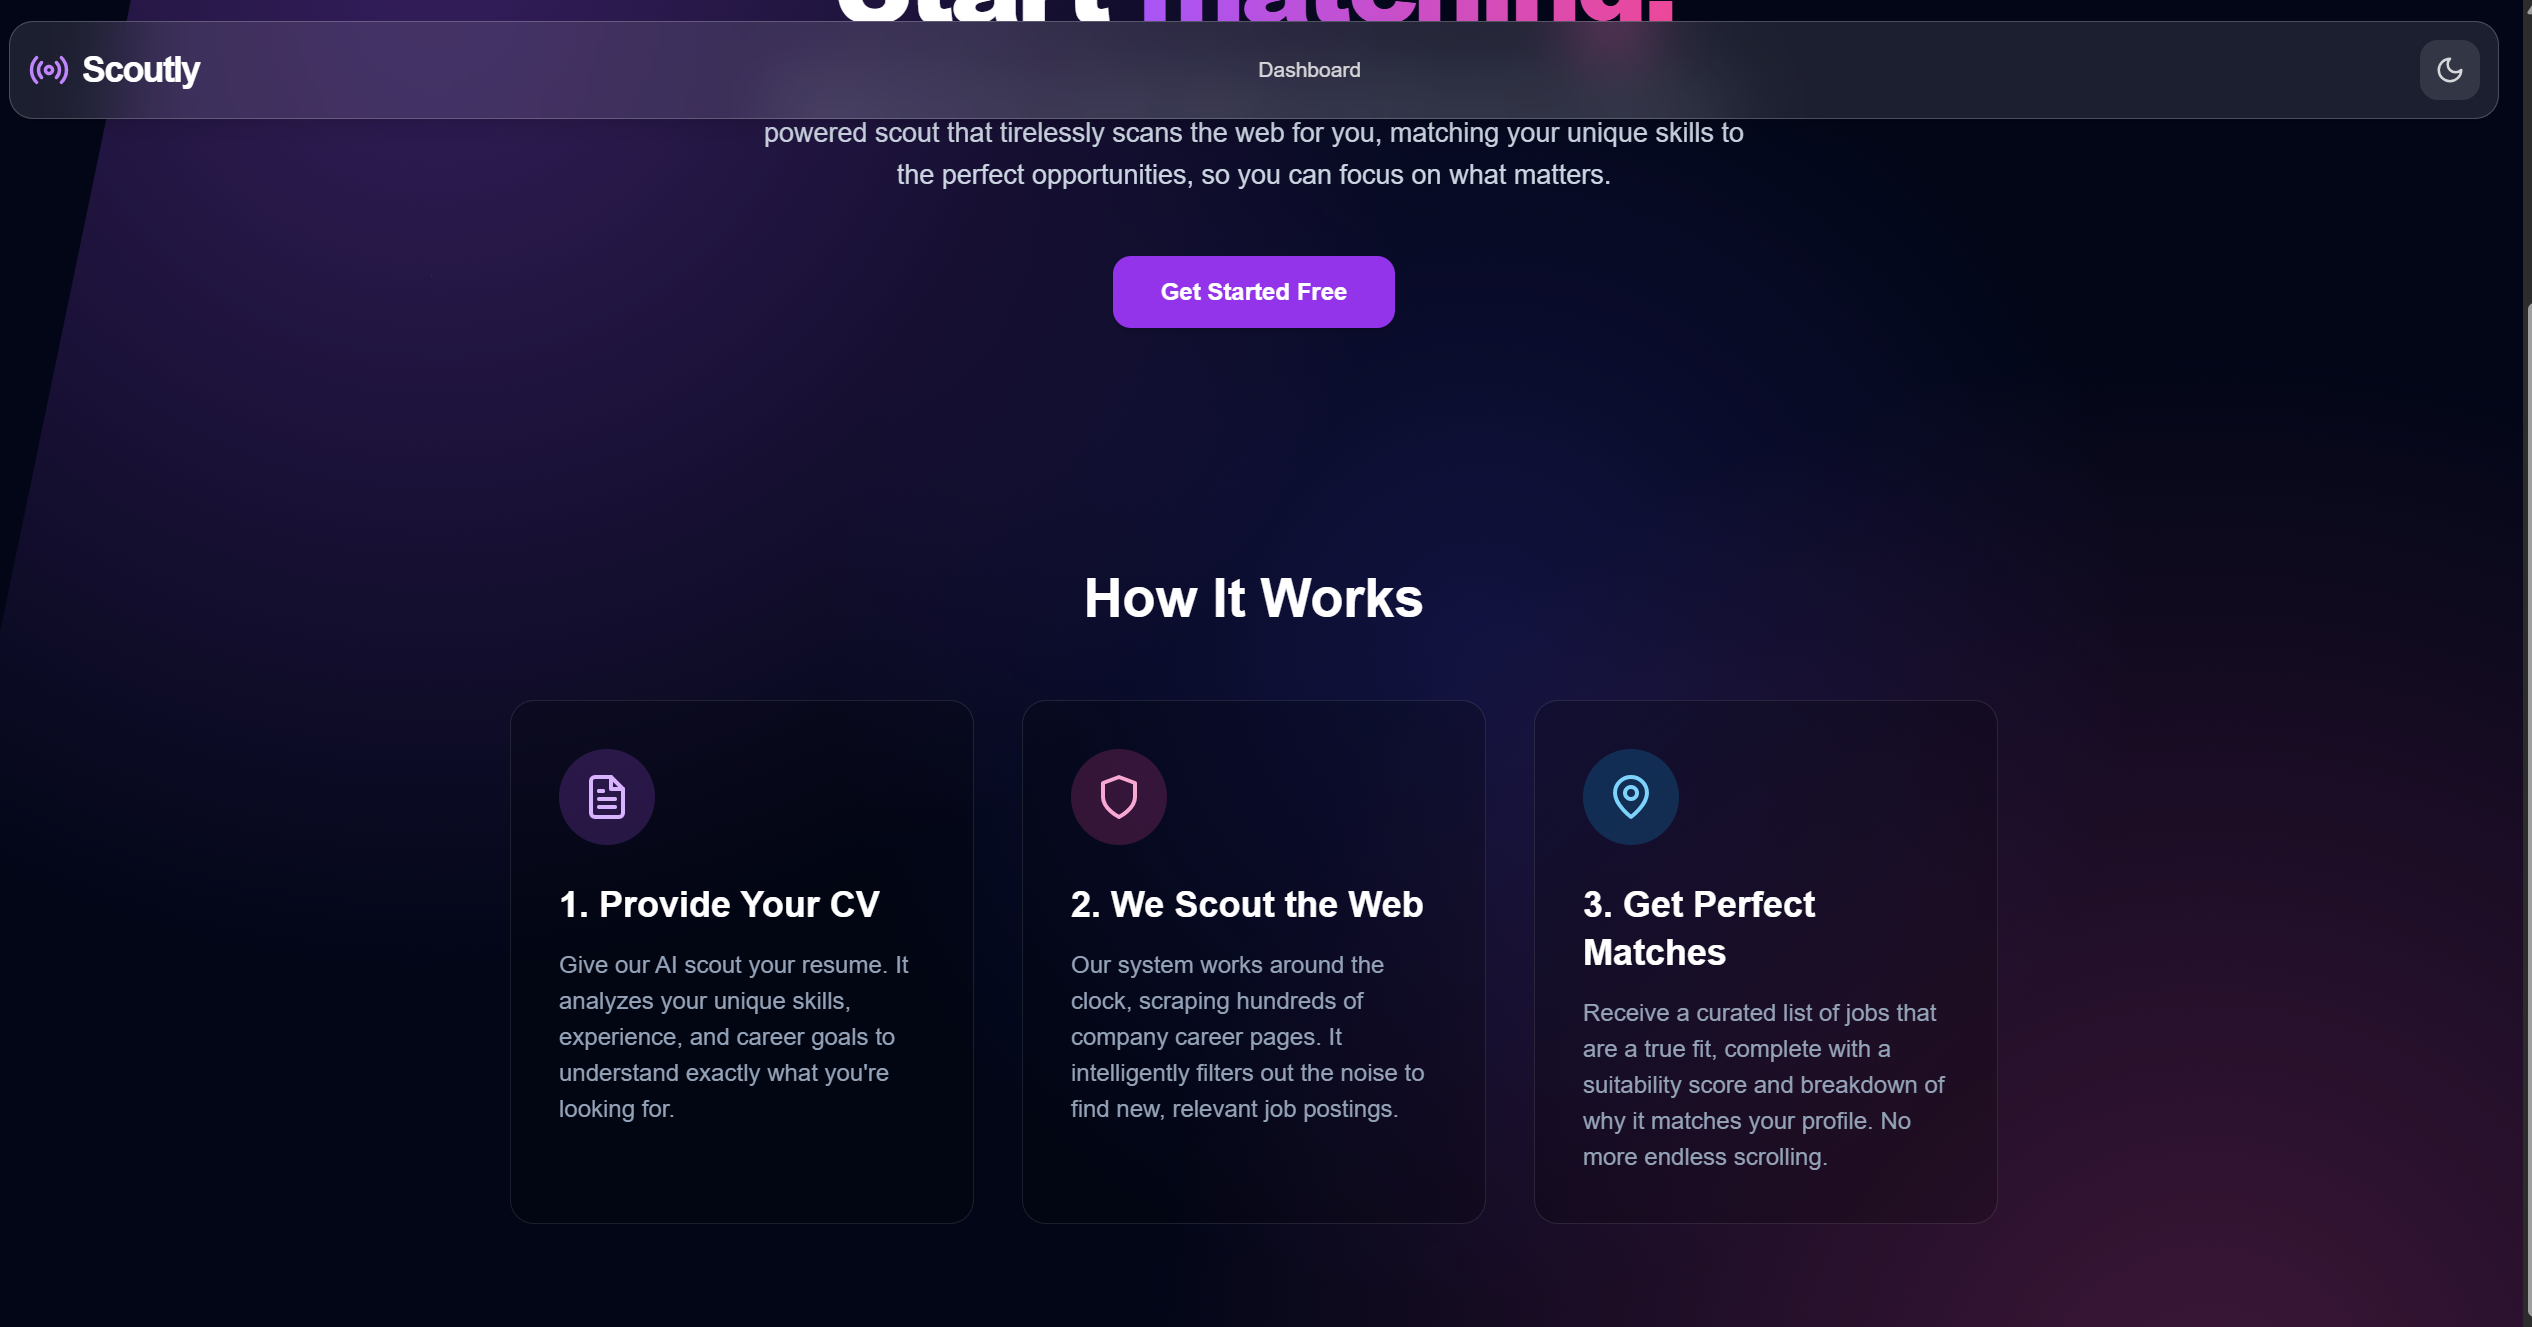 Start matching.
Scoutly
Dashboard
powered scout that tirelessly scans the web for you, matching your unique skills to
the perfect opportunities, so you can focus on what matters.
Get Started Free
How It Works
1. Provide Your CV
Give our AI scout your resume. It
analyzes your unique skills,
experience, and career goals to
understand exactly what you're
looking for.
2. We Scout the Web
Our system works around the
clock, scraping hundreds of
company career pages. It
intelligently filters out the noise to
find new, relevant job postings.
3. Get Perfect
Matches
Receive a curated list of jobs that
are a true fit, complete with a
suitability score and breakdown of
why it matches your profile. No
more endless scrolling.